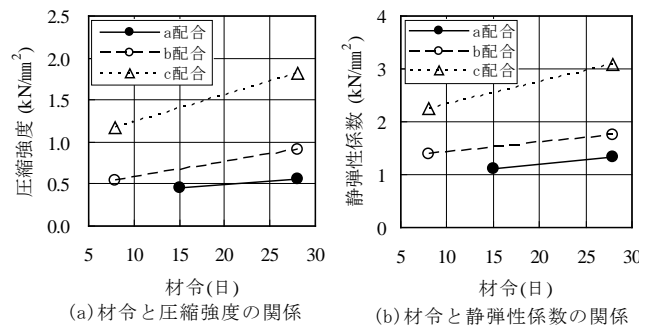 2.5
2.0
1.5
1.0
0.5
0.0
圧縮強度 (kN/mm²)
a配合
b配合
c配合
5 10 15 20 25 30
材令(日)
(a)材令と圧縮強度の関係
4
3
2
1
0
静弾性係数 (kN/mm²)
a配合
b配合
c配合
5 10 15 20 25 30
材令(日)
(b)材令と静弾性係数の関係